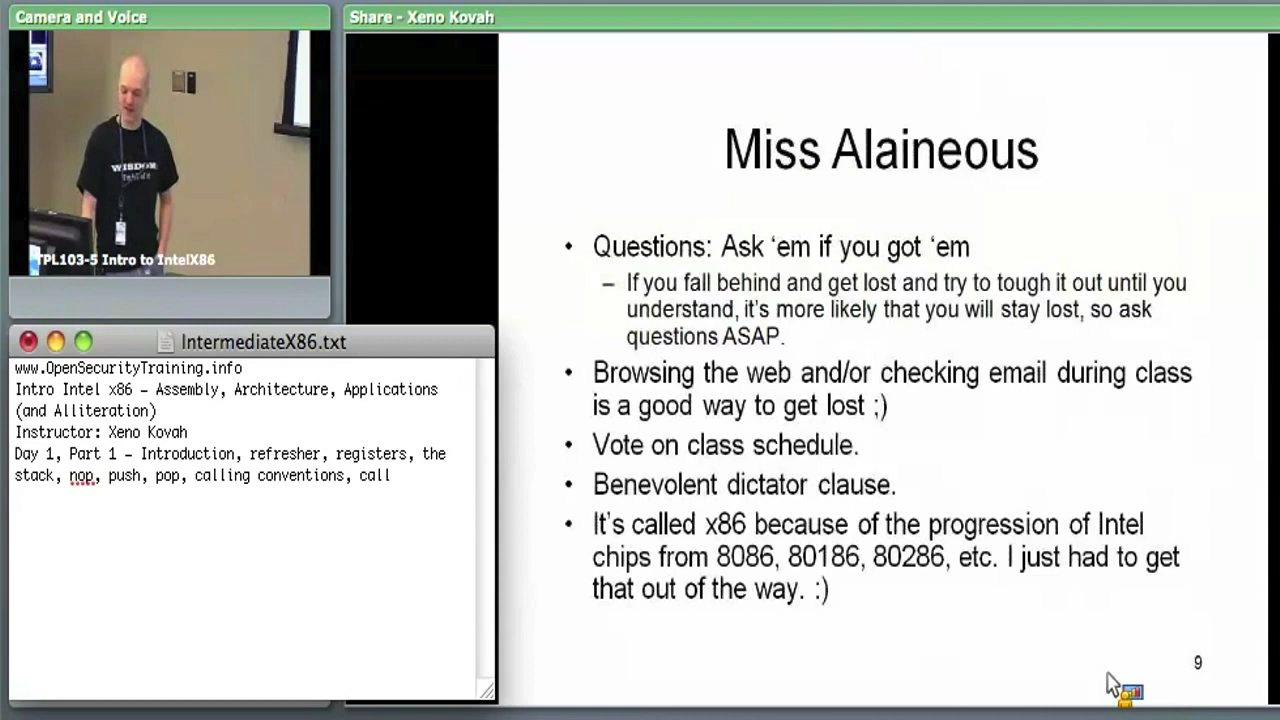 Camera and Voice
WISDOM
TPL103-5 Intro to IntelX86
IntermediateX86.txt
www.OpenSecurityTraining.info
Intro Intel x86 – Assembly, Architecture, Applications
(and Alliteration)
Instructor: Xeno Kovah
Day 1, Part 1 – Introduction, refresher, registers, the
stack, nop, push, pop, calling conventions, call
Share - Xeno Kovah
Miss Alaineous
• Questions: Ask ‘em if you got ‘em
– If you fall behind and get lost and try to tough it out until you
understand, it’s more likely that you will stay lost, so ask
questions ASAP.
• Browsing the web and/or checking email during class
is a good way to get lost ;)
• Vote on class schedule.
• Benevolent dictator clause.
• It’s called x86 because of the progression of Intel
chips from 8086, 80186, 80286, etc. I just had to get
that out of the way. :)
9